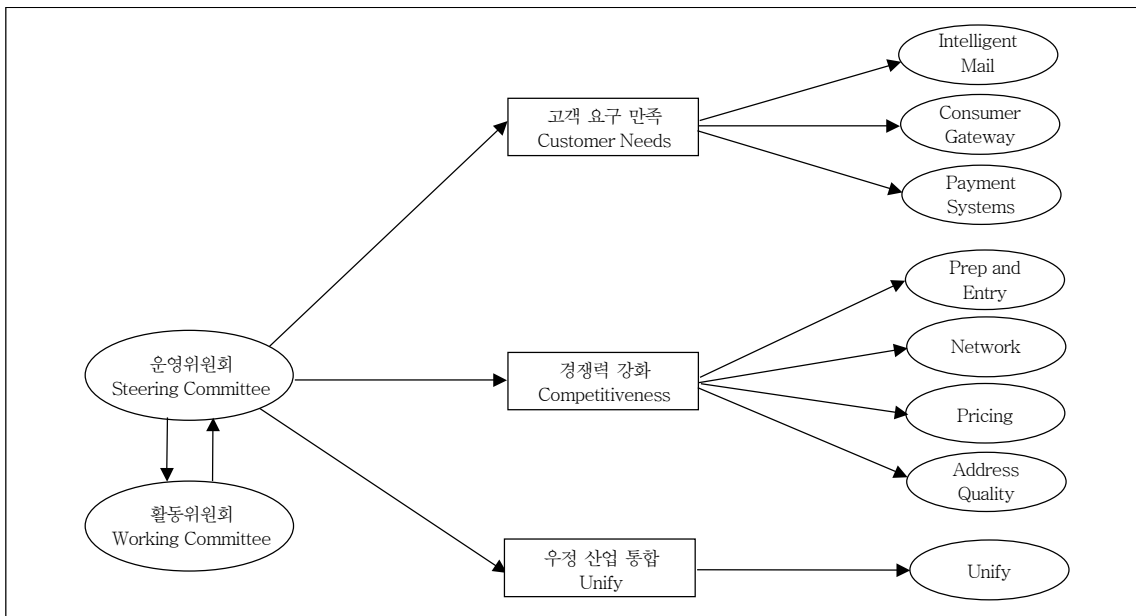 Intelligent
Mail
고객 요구 만족
Customer Needs
Consumer
Gateway
Payment
Systems
Prep and
Entry
운영위원회
Steering Committee
경쟁력 강화
Competitiveness
Network
Pricing
Address
Quality
활동위원회
Working Committee
우정 산업 통합
Unify
Unify